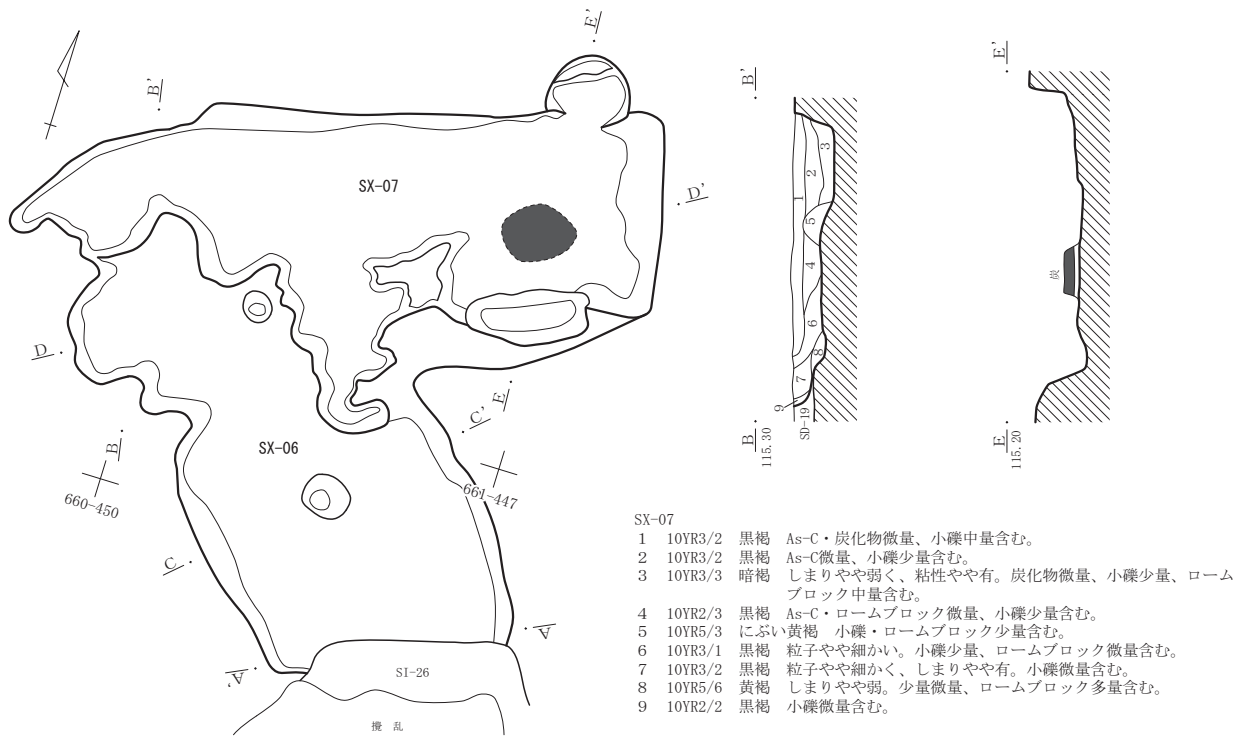 E'
B'
SX-07
D'
D
E
C'
B
SX-06
660-450
661-447
C
A
A'
SI-26
攪乱
B'
1
2
3
4
5
6
7
8
9
SD-19
B
115.30
E'
炭
E
115.20
SX-07
1 10YR3/2 黒褐 As-C・炭化物微量、小礫中量含む。
2 10YR3/2 黒褐 As-C微量、小礫少量含む。
3 10YR3/3 暗褐 しまりやや弱く、粘性やや有。炭化物微量、小礫少量、ローム
ブロック中量含む。
4 10YR2/3 黒褐 As-C・ロームブロック微量、小礫少量含む。
5 10YR5/3 にぶい黄褐 小礫・ロームブロック少量含む。
6 10YR3/1 黒褐 粒子やや細かい。小礫少量、ロームブロック微量含む。
7 10YR3/2 黒褐 粒子やや細かく、しまりやや有。小礫微量含む。
8 10YR5/6 黄褐 しまりやや弱。少量微量、ロームブロック多量含む。
9 10YR2/2 黒褐 小礫微量含む。